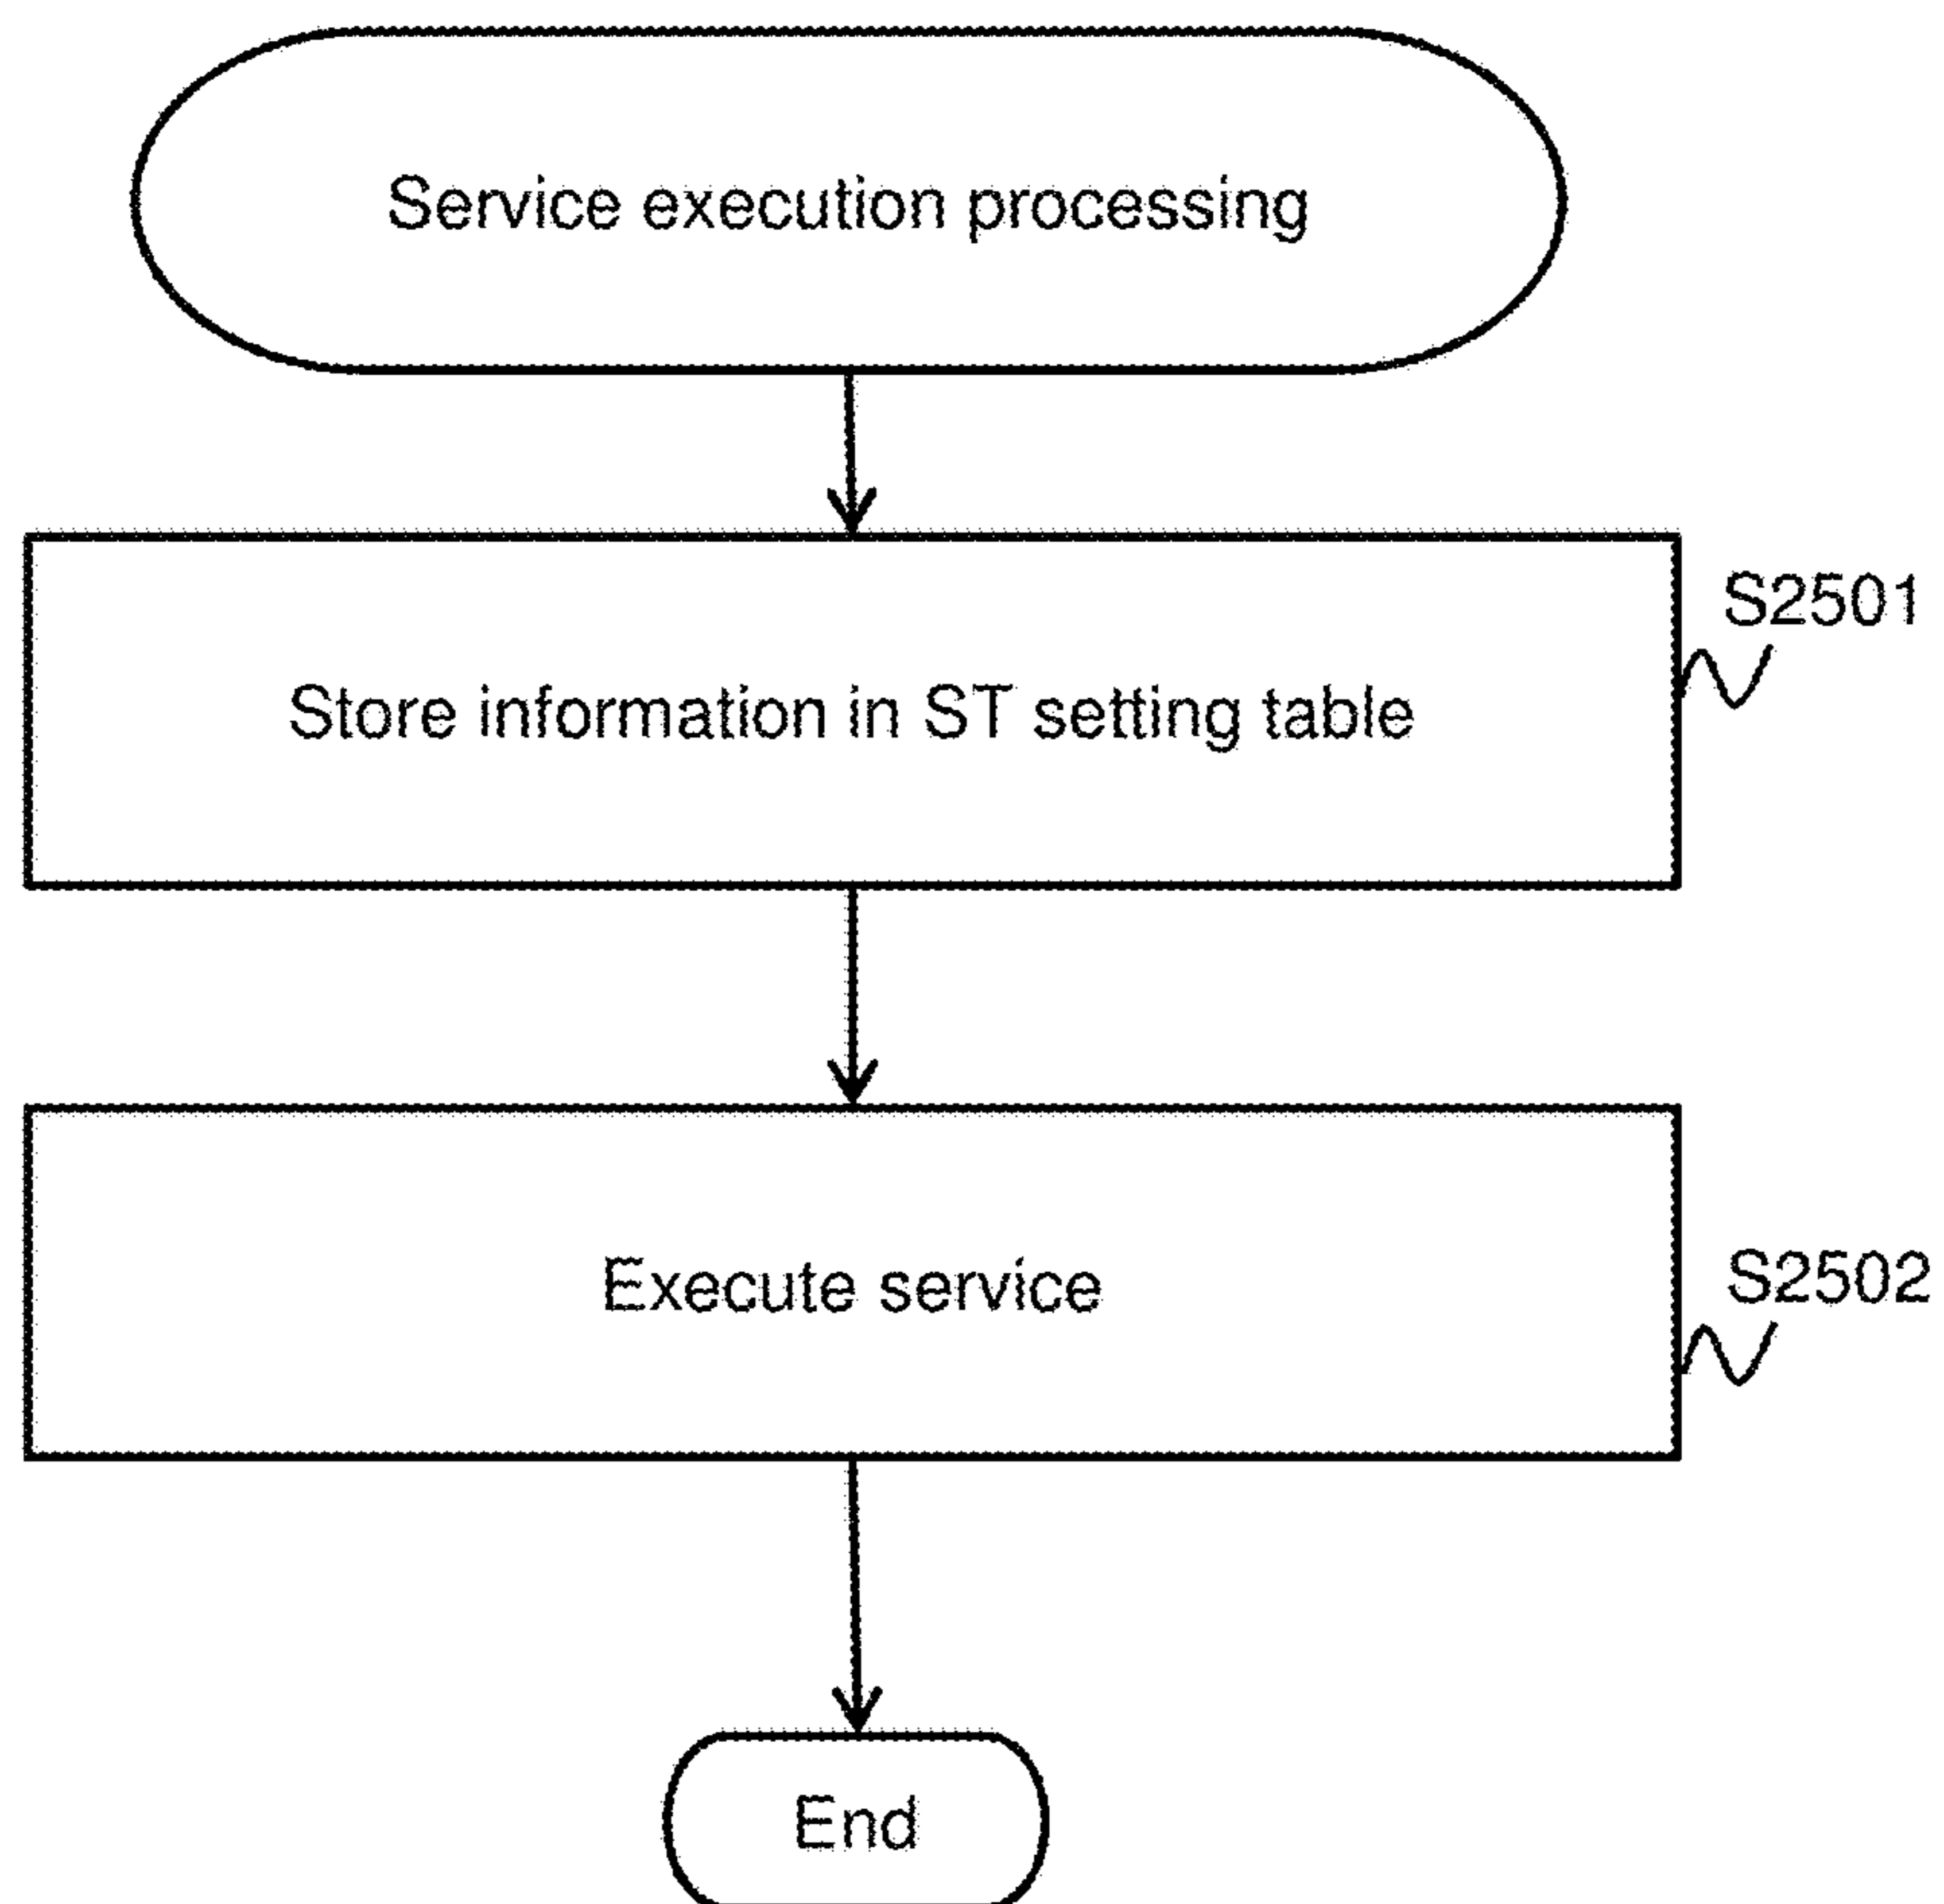 Service execution processing
Store information in ST setting table
S2501
Execute service
S2502
End